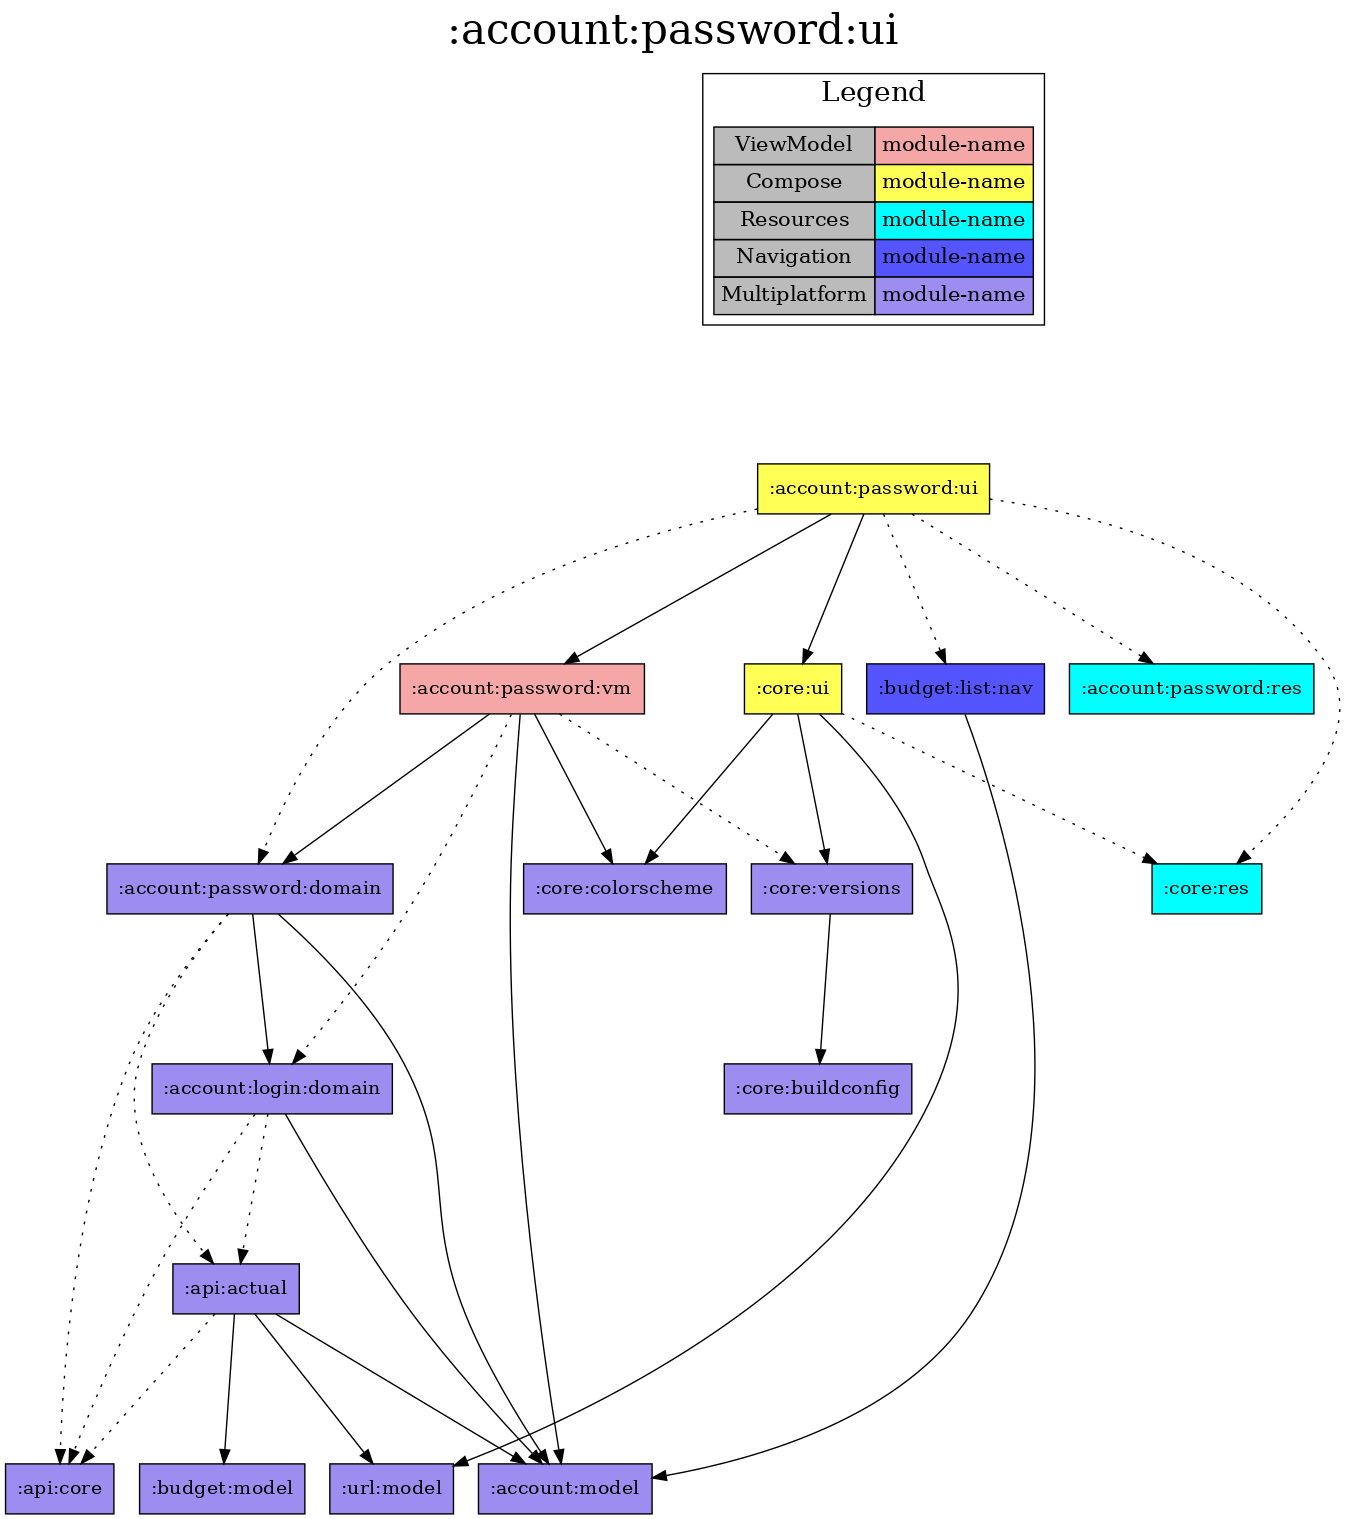 :account:password:ui
Legend
ViewModel module-name
Compose module-name
Resources module-name
Navigation module-name
Multiplatform module-name
:account:password:ui
:account:password:vm
:core:ui
:budget:list:nav
:account:password:res
:account:password:domain
:core:colorscheme
:core:versions
:core:res
:account:login:domain
:core:buildconfig
:api:actual
:api:core
:budget:model
:url:model
:account:model